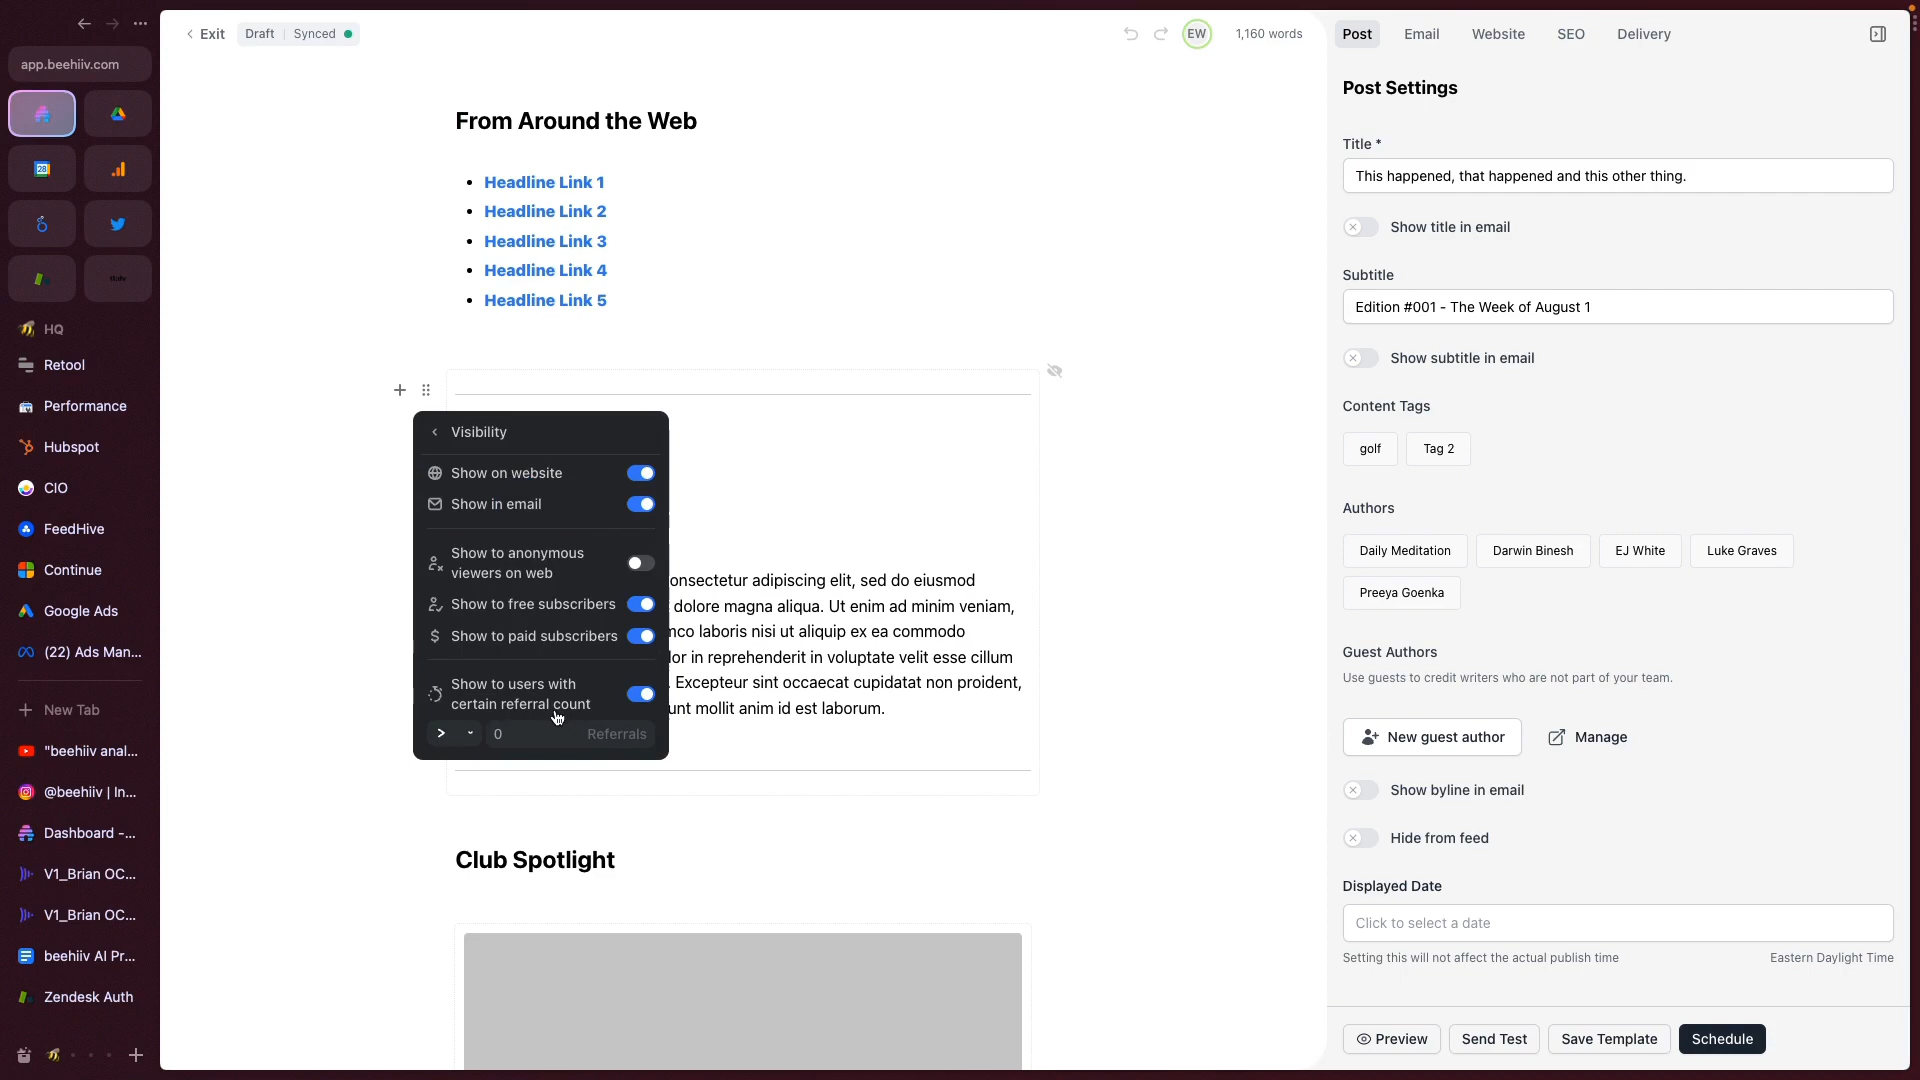 app.beehiiv.com
28
HQ
Retool
Performance
Hubspot
CIO
FeedHive
Continue
Google Ads
(22) Ads Man...
New Tab
"beehiiv anal...
@beehiiv | In...
Dashboard -...
V1_Brian OC...
V1_Brian OC...
beehiiv AI Pr...
Zendesk Auth
Exit
Draft
Synced
EW
1,160 words
From Around the Web
Headline Link 1
Headline Link 2
Headline Link 3
Headline Link 4
Headline Link 5
Visibility
Show on website
Show in email
Show to anonymous
viewers on web
Show to free subscribers
Show to paid subscribers
Show to users with
certain referral count
>
0 Referrals
onsectetur adipiscing elit, sed do eiusmod
dolore magna aliqua. Ut enim ad minim veniam,
nco laboris nisi ut aliquip ex ea commodo
lor in reprehenderit in voluptate velit esse cillum
. Excepteur sint occaecat cupidatat non proident,
unt mollit anim id est laborum.
Club Spotlight
Post
Email
Website
SEO
Delivery
Post Settings
Title *
This happened, that happened and this other thing.
Show title in email
Subtitle
Edition #001 - The Week of August 1
Show subtitle in email
Content Tags
golf
Tag 2
Authors
Daily Meditation
Darwin Binesh
EJ White
Luke Graves
Preeya Goenka
Guest Authors
Use guests to credit writers who are not part of your team.
New guest author
Manage
Show byline in email
Hide from feed
Displayed Date
Click to select a date
Setting this will not affect the actual publish time
Eastern Daylight Time
Preview
Send Test
Save Template
Schedule